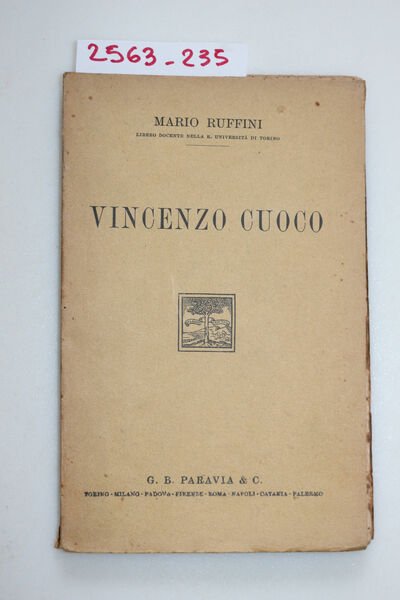 2563-235
MARIO RUFFINI
LIBERO DOCENTE NELLA R. UNIVERSITÀ DI TORINO
VINCENZO CUOCO
G. B. PARAVIA & C.
TORINO - MILANO - PADOVA - FIRENZE - ROMA - NAPOLI - CATANIA - PALERMO